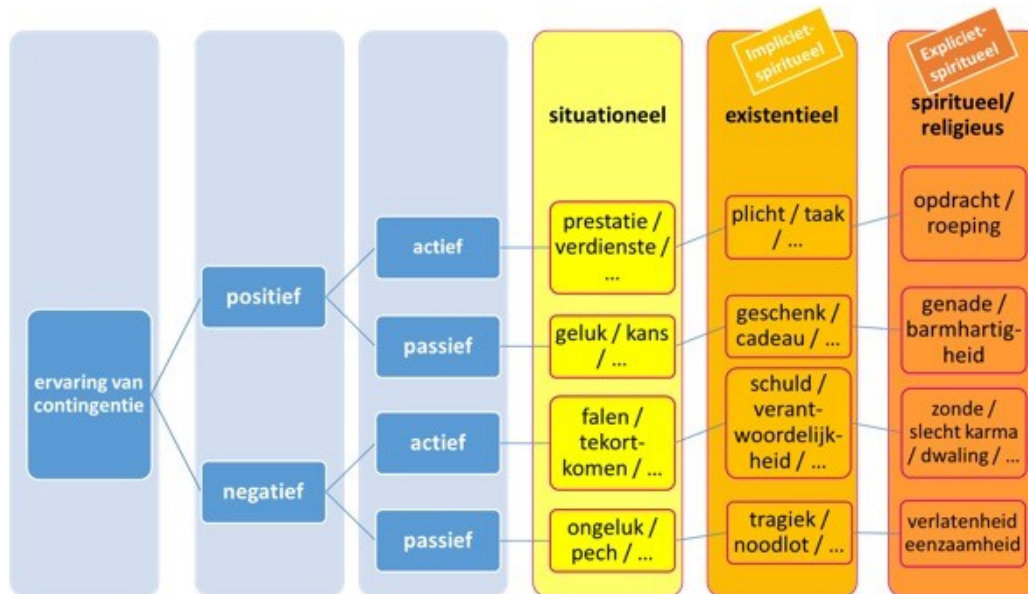 Impliciet-
spiritueel
Expliciet-
spiritueel
situationeel
existentieel
spiritueel/
religieus
ervaring van
contingentie
positief
actief
prestatie /
verdienste /
...
plicht / taak
/ ...
opdracht /
roeping
passief
geluk / kans
/ ...
geschenk /
cadeau / ...
genade /
barmhartig-
heid
negatief
actief
falen /
tekort-
komen / ...
schuld /
verant-
woordelijk-
heid / ...
zonde /
slecht karma
/ dwaling / ...
passief
ongeluk /
pech / ...
tragiek /
noodlot / ...
verlatenheid
eenzaamheid